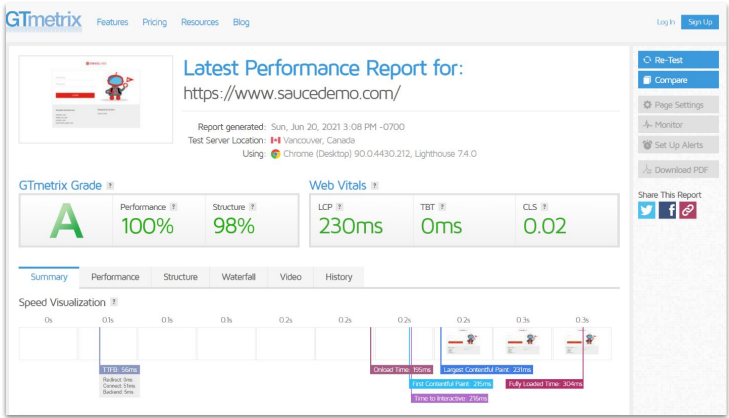 GTmetrix Features Pricing Resources Blog Log In Sign Up
Latest Performance Report for:
https://www.saucedemo.com/
Report generated: Sun, Jun 20, 2021 3:08 PM -0700
Test Server Location: Vancouver, Canada
Using: Chrome (Desktop) 90.0.4430.212, Lighthouse 7.4.0
Re-Test
Compare
Page Settings
Monitor
Set Up Alerts
Download PDF
Share This Report
GTmetrix Grade ? Web Vitals ?
A
Performance ? Structure ? LCP ? TBT ? CLS ?
100% 98% 230ms 0ms 0.02
Summary Performance Structure Waterfall Video History
Speed Visualization ?
0s 0.1s 0.1s 0.1s 0.2s 0.2s 0.2s 0.2s 0.3s 0.3s
TTFB: 56ms
Redirect: 0ms
Connect: 51ms
Backend: 5ms
Onload Time: 195ms Largest Contentful Paint: 231ms
First Contentful Paint: 215ms Fully Loaded Time: 304ms
Time to Interactive: 216ms